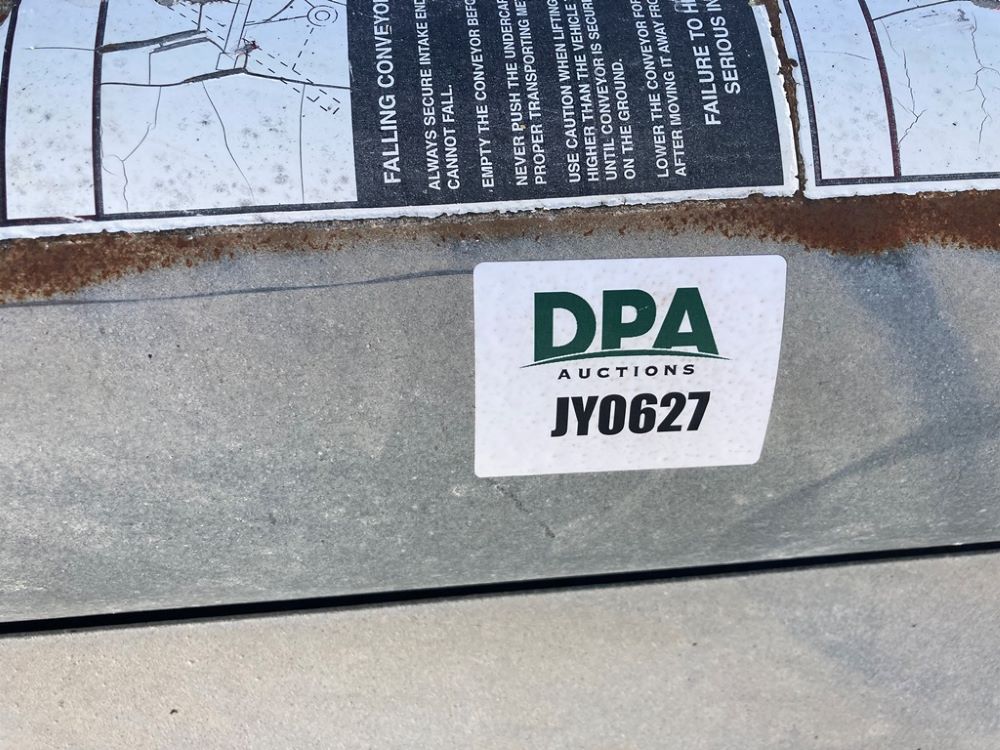 FALLING CONVEYOR
ALWAYS SECURE INTAKE END
CANNOT FALL.
EMPTY THE CONVEYOR
NEVER PUSH THE
PROPER TRANSPORTING
USE CAUTION WHEN LIFTING
HIGHER THAN THE VEHICLE
UNTIL CONVEYOR IS
ON THE GROUND.
LOWER THE CONVEYOR FOR
AFTER MOVING IT AWAY
FAILURE TO
SERIOUS
DPA
AUCTIONS
JY0627